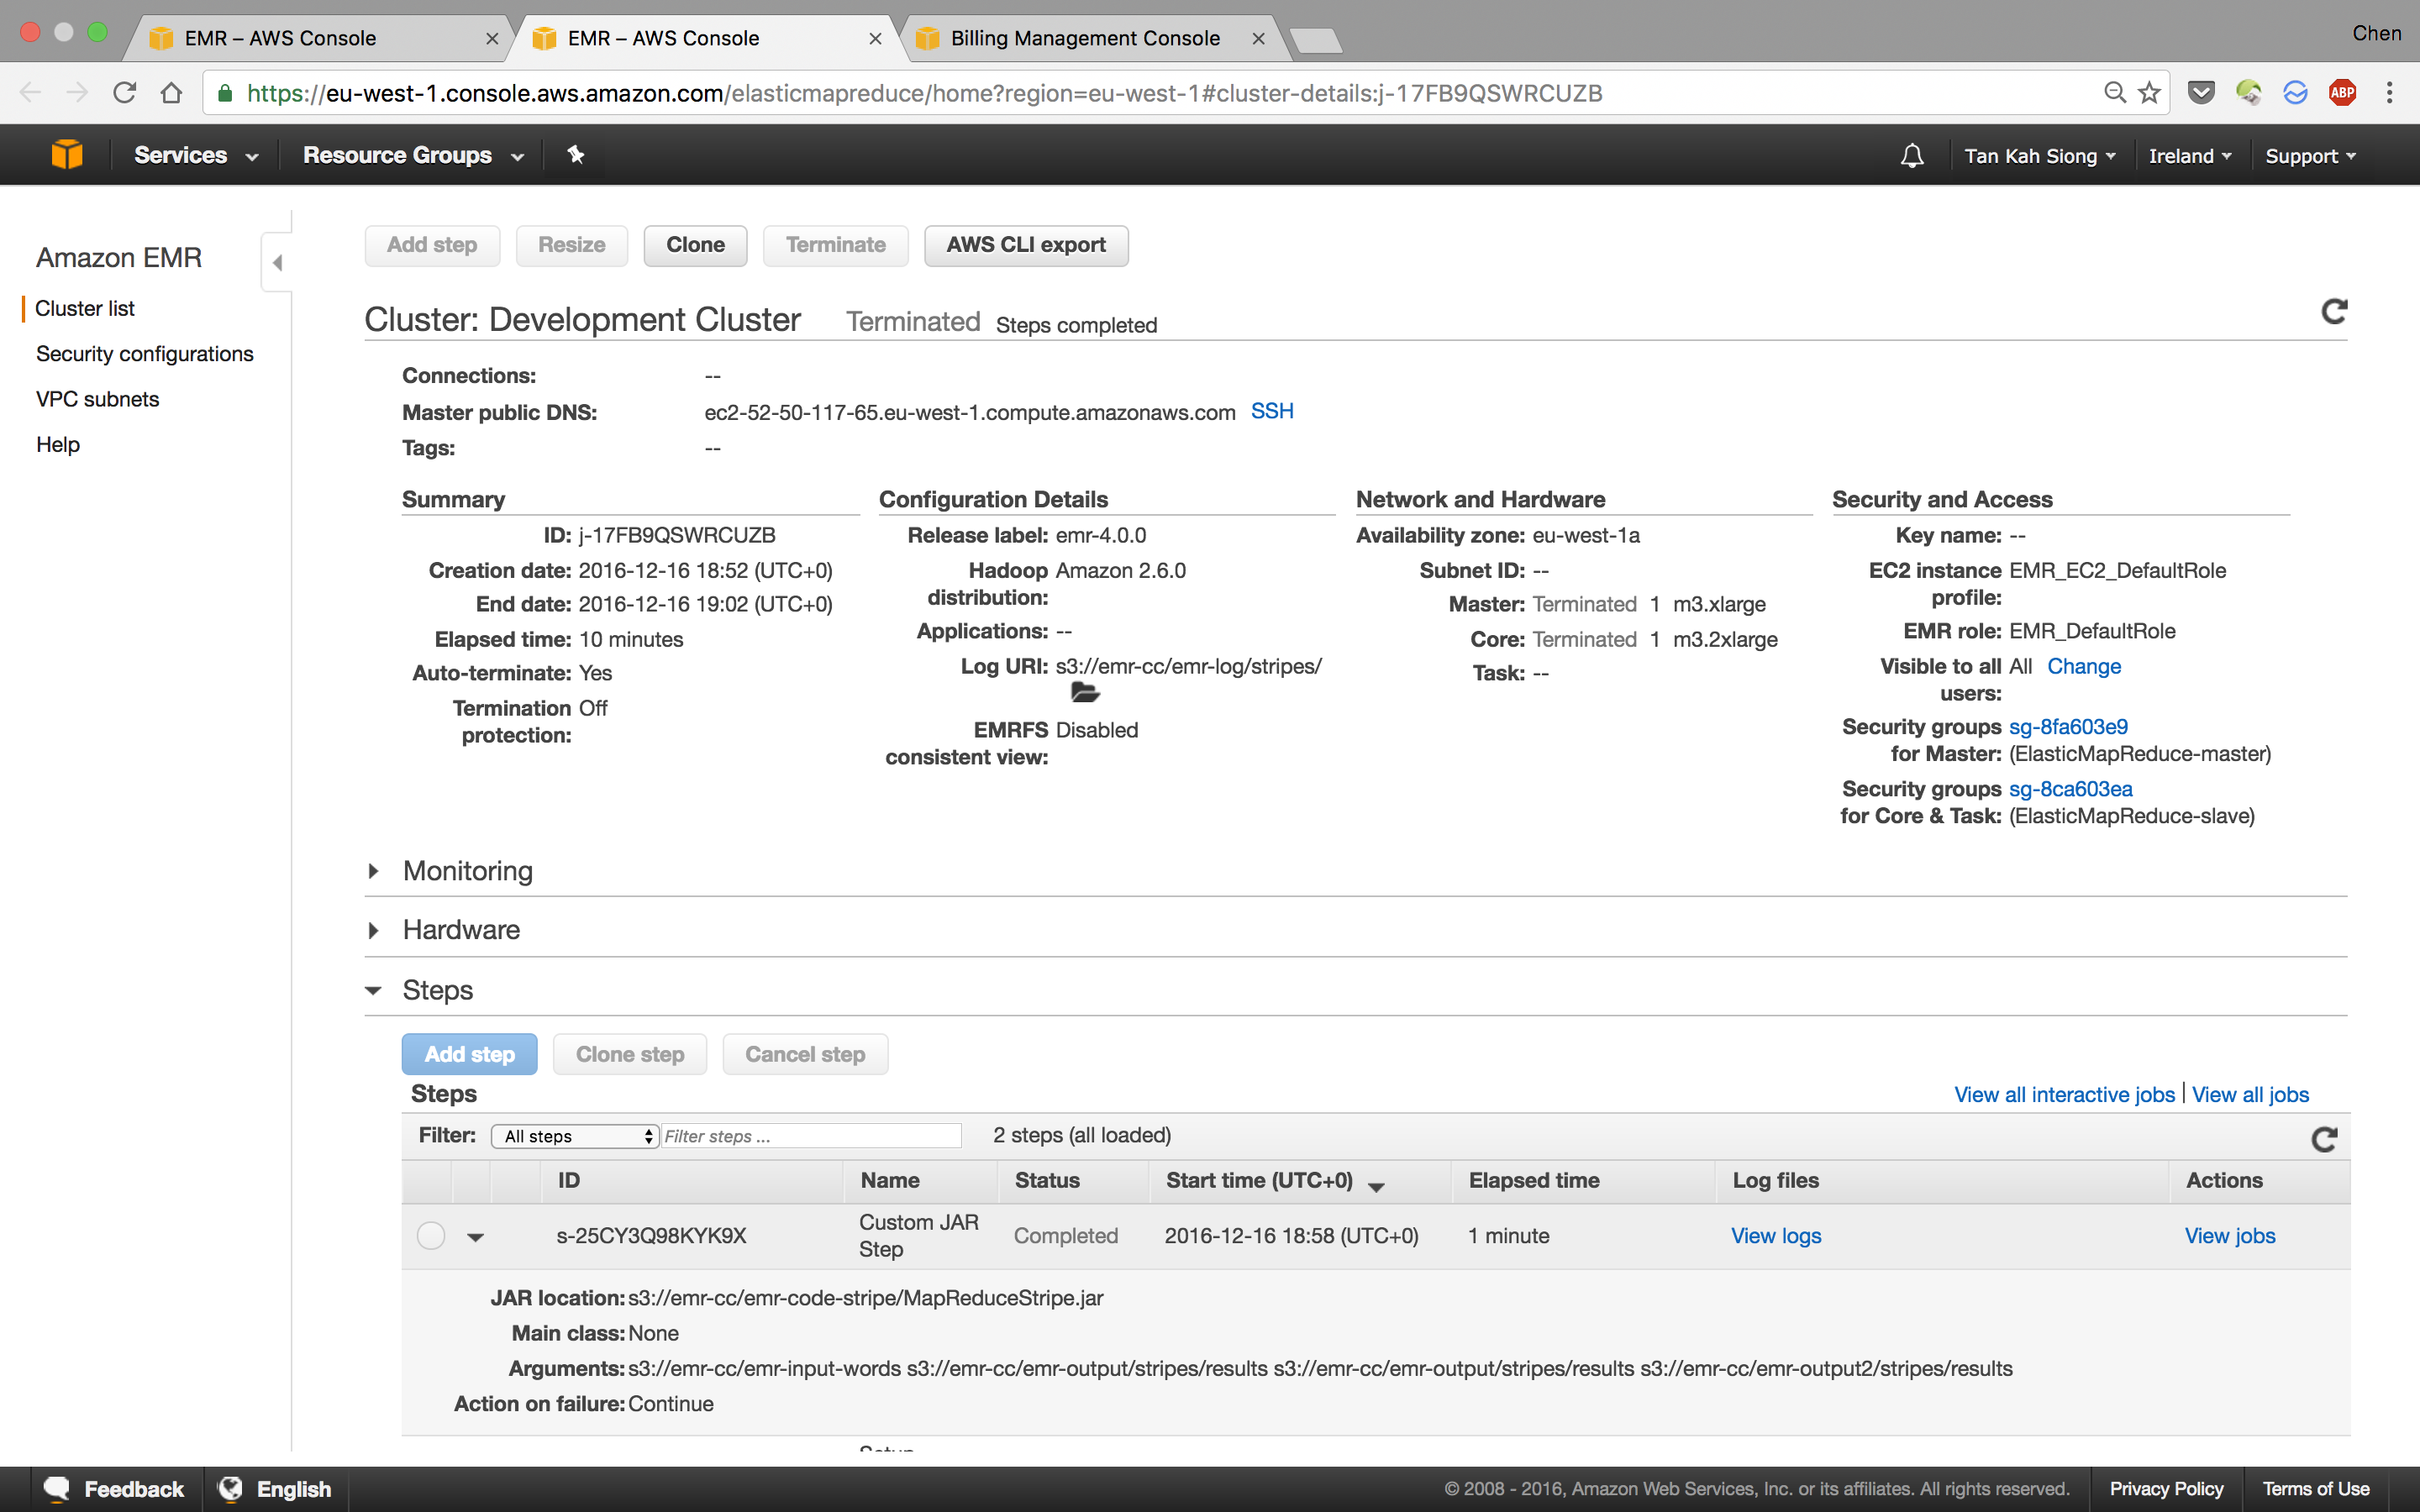 EMR – AWS Console
EMR – AWS Console
Billing Management Console
Chen
https://eu-west-1.console.aws.amazon.com/elasticmapreduce/home?region=eu-west-1#cluster-details:j-17FB9QSWRCUZB
ABP
Services
Resource Groups
Tan Kah Siong
Ireland
Support
Amazon EMR
Cluster list
Security configurations
VPC subnets
Help
Add step
Resize
Clone
Terminate
AWS CLI export
Cluster: Development Cluster Terminated Steps completed
Connections: --
Master public DNS: ec2-52-50-117-65.eu-west-1.compute.amazonaws.com SSH
Tags: --
Summary
ID: j-17FB9QSWRCUZB
Creation date: 2016-12-16 18:52 (UTC+0)
End date: 2016-12-16 19:02 (UTC+0)
Elapsed time: 10 minutes
Auto-terminate: Yes
Termination Off
protection:
Configuration Details
Release label: emr-4.0.0
Hadoop Amazon 2.6.0
distribution:
Applications: --
Log URI: s3://emr-cc/emr-log/stripes/
EMRFS Disabled
consistent view:
Network and Hardware
Availability zone: eu-west-1a
Subnet ID: --
Master: Terminated 1 m3.xlarge
Core: Terminated 1 m3.2xlarge
Task: --
Security and Access
Key name: --
EC2 instance EMR_EC2_DefaultRole
profile:
EMR role: EMR_DefaultRole
Visible to all All Change
users:
Security groups sg-8fa603e9
for Master: (ElasticMapReduce-master)
Security groups sg-8ca603ea
for Core & Task: (ElasticMapReduce-slave)
Monitoring
Hardware
Steps
Add step
Clone step
Cancel step
Steps
View all interactive jobs | View all jobs
Filter: All steps Filter steps ... 2 steps (all loaded)
ID Name Status Start time (UTC+0) Elapsed time Log files Actions
s-25CY3Q98KYK9X Custom JAR Step Completed 2016-12-16 18:58 (UTC+0) 1 minute View logs View jobs
JAR location: s3://emr-cc/emr-code-stripe/MapReduceStripe.jar
Main class: None
Arguments: s3://emr-cc/emr-input-words s3://emr-cc/emr-output/stripes/results s3://emr-cc/emr-output/stripes/results s3://emr-cc/emr-output2/stripes/results
Action on failure: Continue
Feedback
English
© 2008 - 2016, Amazon Web Services, Inc. or its affiliates. All rights reserved.
Privacy Policy
Terms of Use